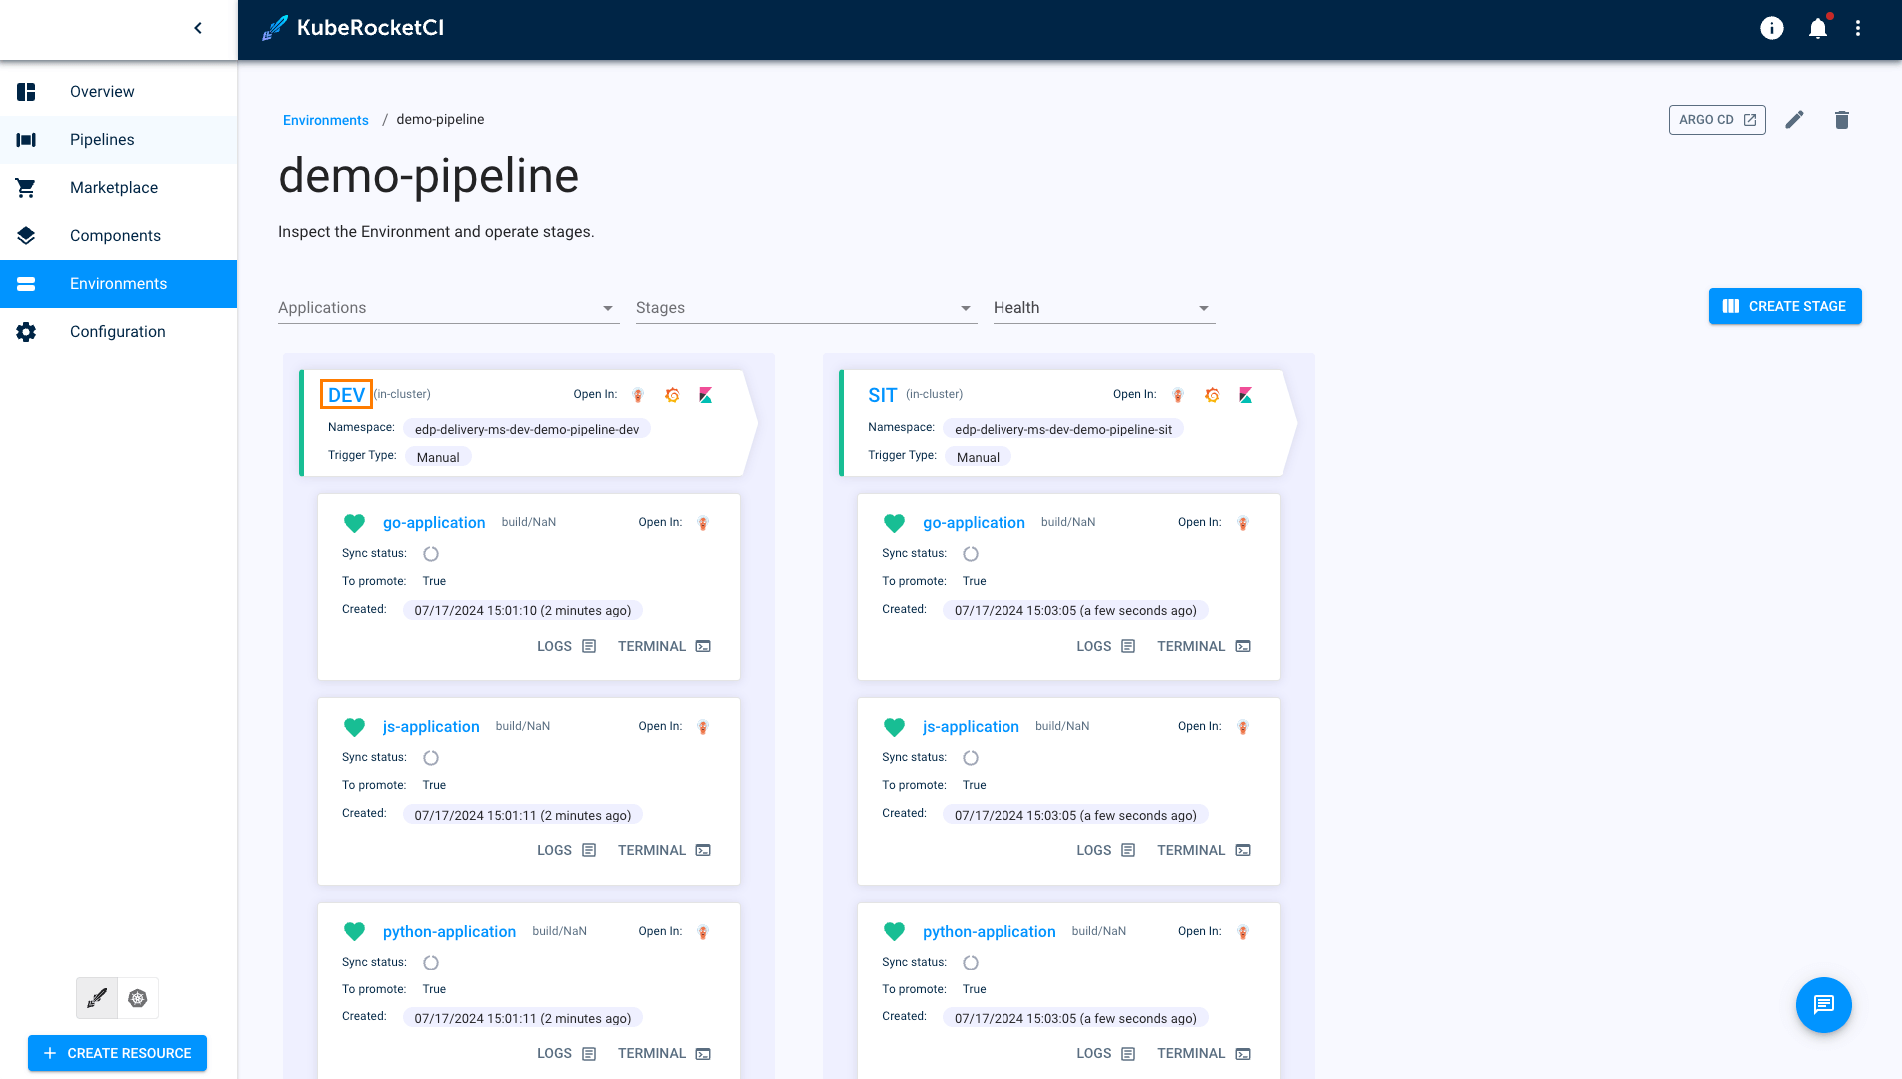 KubeRocketCI
Overview
Pipelines
Marketplace
Components
Environments
Configuration
CREATE RESOURCE
Environments / demo-pipeline
ARGO CD
demo-pipeline
Inspect the Environment and operate stages.
Applications
Stages
Health
CREATE STAGE
DEV (in-cluster) Open In:
Namespace: edp-delivery-ms-dev-demo-pipeline-dev
Trigger Type: Manual
go-application build/NaN Open In:
Sync status:
To promote: True
Created: 07/17/2024 15:01:10 (2 minutes ago)
LOGS TERMINAL
js-application build/NaN Open In:
Sync status:
To promote: True
Created: 07/17/2024 15:01:11 (2 minutes ago)
LOGS TERMINAL
python-application build/NaN Open In:
Sync status:
To promote: True
Created: 07/17/2024 15:01:11 (2 minutes ago)
LOGS TERMINAL
SIT (in-cluster) Open In:
Namespace: edp-delivery-ms-dev-demo-pipeline-sit
Trigger Type: Manual
go-application build/NaN Open In:
Sync status:
To promote: True
Created: 07/17/2024 15:03:05 (a few seconds ago)
LOGS TERMINAL
js-application build/NaN Open In:
Sync status:
To promote: True
Created: 07/17/2024 15:03:05 (a few seconds ago)
LOGS TERMINAL
python-application build/NaN Open In:
Sync status:
To promote: True
Created: 07/17/2024 15:03:05 (a few seconds ago)
LOGS TERMINAL